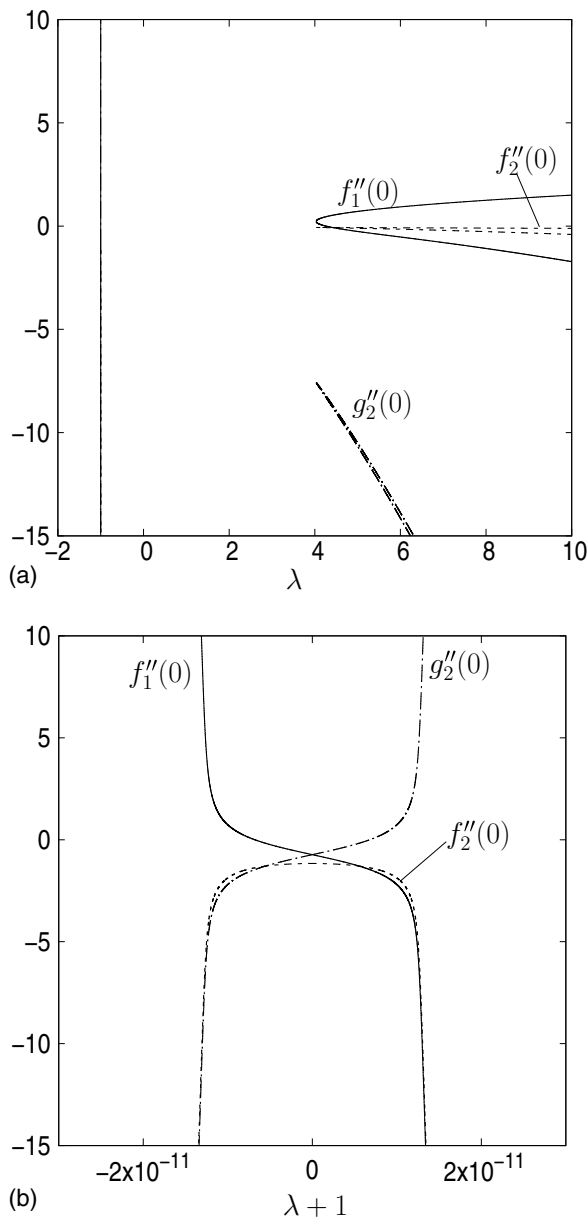 10
5
0
−5
−10
−15
f₁″(0)
f₂″(0)
g₂″(0)
−2 0 2 4 6 8 10
(a)
λ
10
5
0
−5
−10
−15
f₁″(0)
g₂″(0)
f₂″(0)
−2x10⁻¹¹ 0 2x10⁻¹¹
(b)
λ + 1